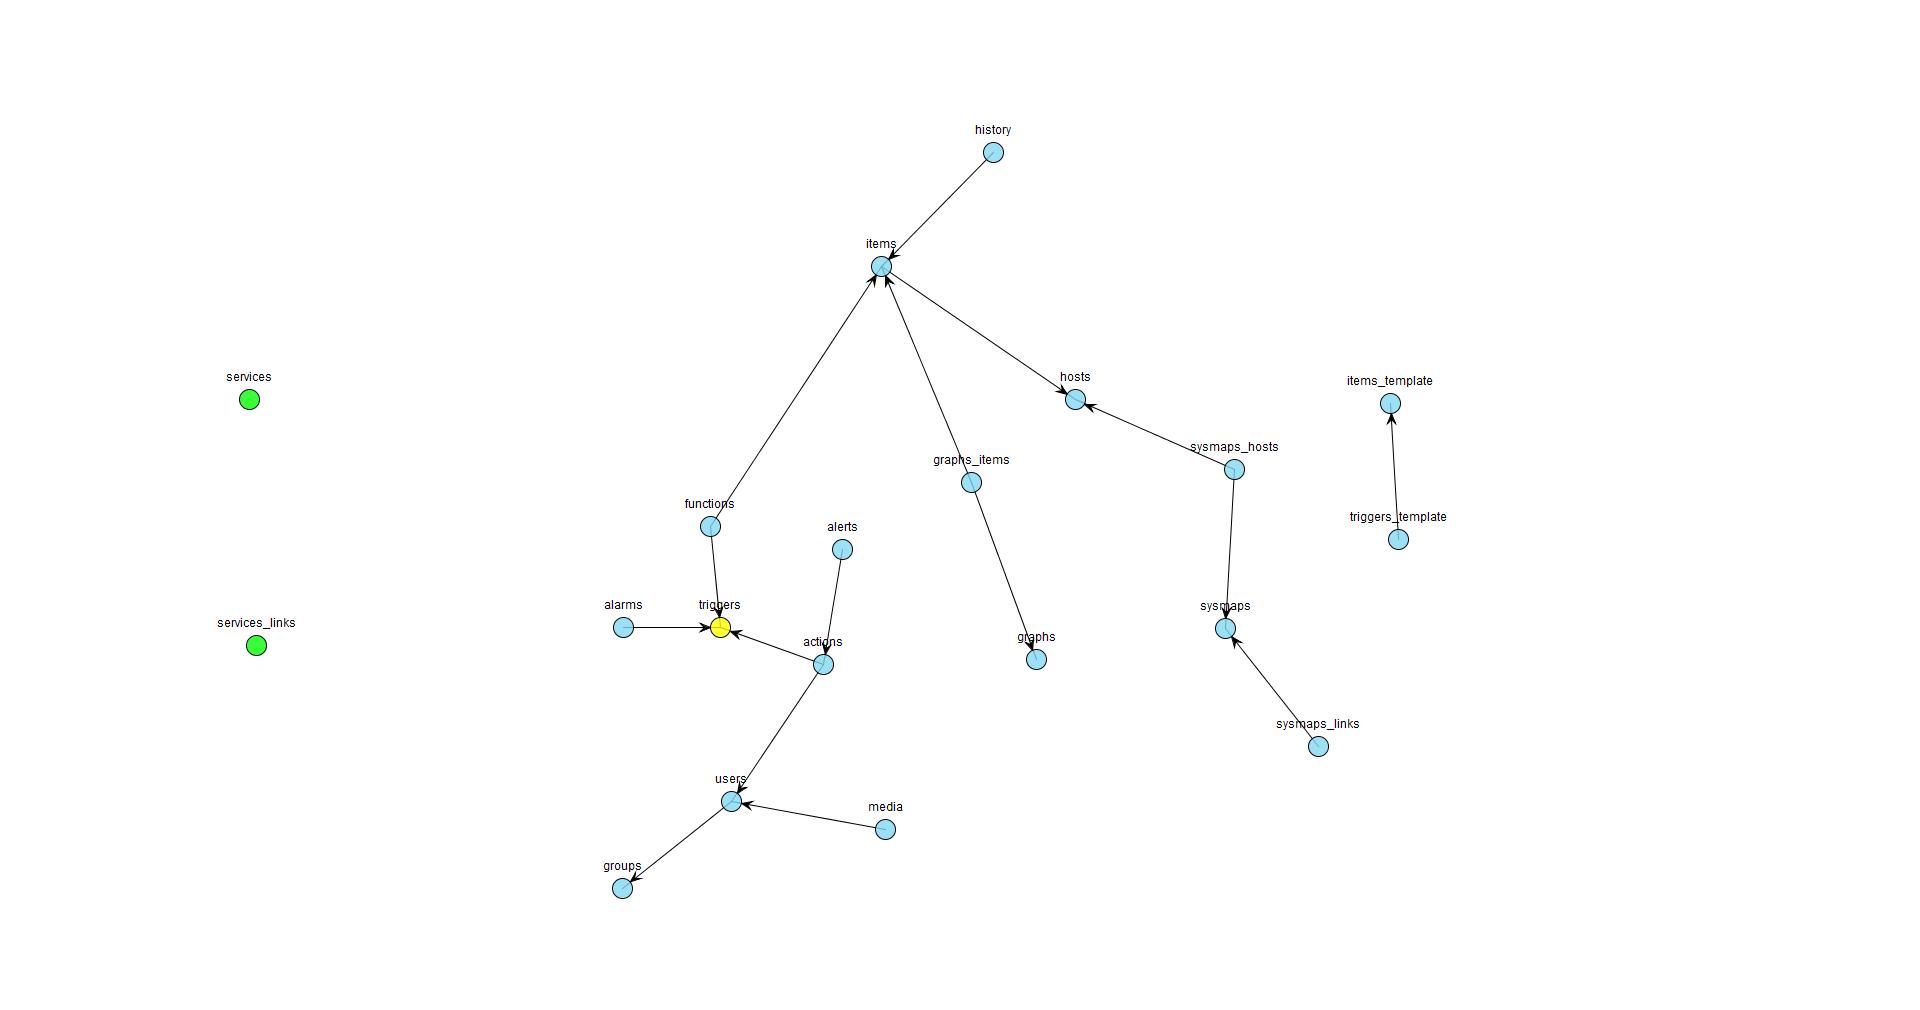 history
items
services
hosts
items_template
sysmaps_hosts
graphs_items
functions
triggers_template
alerts
alarms
triggers
sysmaps
services_links
graphs
actions
sysmaps_links
users
media
groups